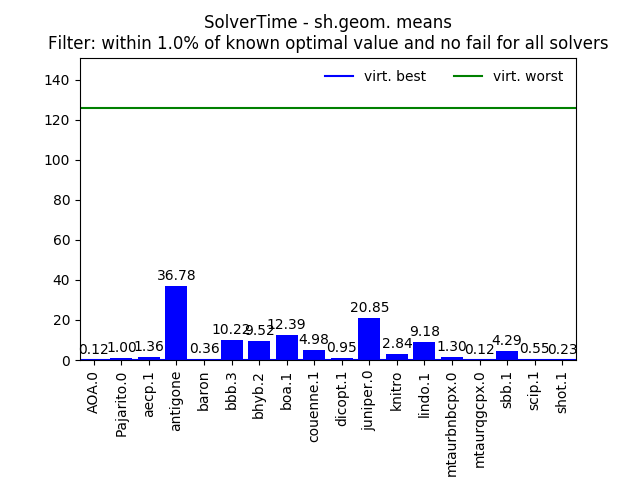 SolverTime - sh.geom. means
Filter: within 1.0% of known optimal value and no fail for all solvers
virt. best virt. worst
140
120
100
80
60
40
20
0
0.12 1.00 1.36 36.78 0.36 10.22 9.52 12.39 4.98 0.95 20.85 2.84 9.18 1.30 0.12 4.29 0.55 0.23
AOA.0
Pajarito.0
aecp.1
antigone
baron
bbb.3
bhyb.2
boa.1
couenne.1
dicopt.1
juniper.0
knitro
lindo.1
mtaurbnbcpx.0
mtaurqgcpx.0
sbb.1
scip.1
shot.1